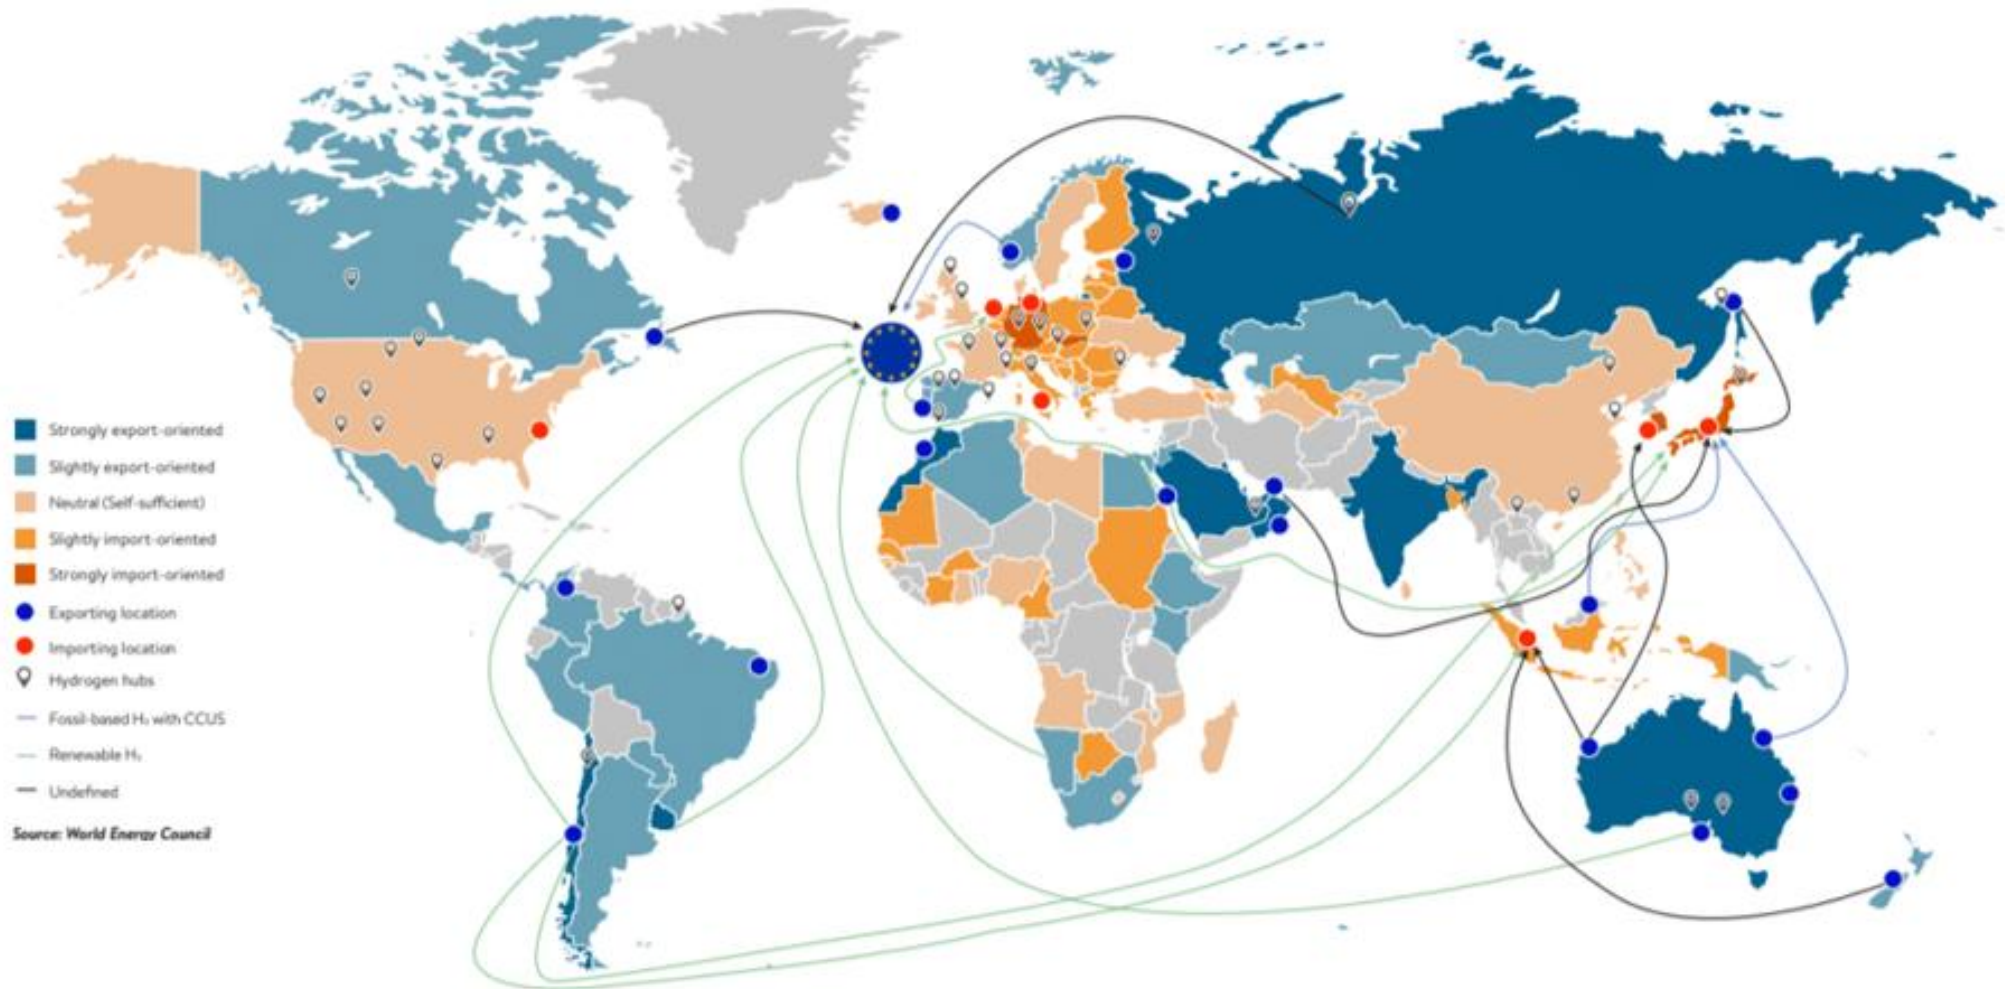 Strongly export-oriented
Slightly export-oriented
Neutral (Self-sufficient)
Slightly import-oriented
Strongly import-oriented
Exporting location
Importing location
Hydrogen hubs
Fossil-based H₂ with CCUS
Renewable H₂
Undefined
Source: World Energy Council